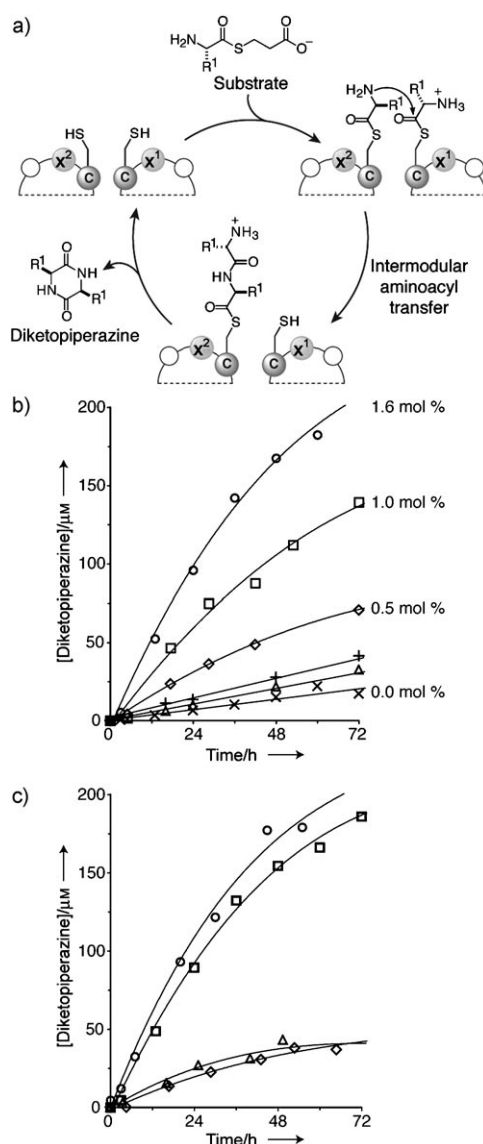 a)
H₂N
O
S
O
O⁻
R¹
Substrate
H₂N
R¹
O
S
R¹
+
NH₃
O
S
HS
SH
X²
C
X¹
C
X²
C
X¹
C
Intermodular
aminoacyl
transfer
+
NH₃
R¹
O
HN
R¹
O
S
SH
X²
C
X¹
C
O
R¹
NH
HN
R¹
O
Diketopiperazine
b)
200
1.6 mol %
150
1.0 mol %
100
0.5 mol %
50
0.0 mol %
0
0 24 48 72
[Diketopiperazine]/μM
Time/h
c)
200
150
100
50
0
0 12 24 36 48 60 72
[Diketopiperazine]/μM
Time/h